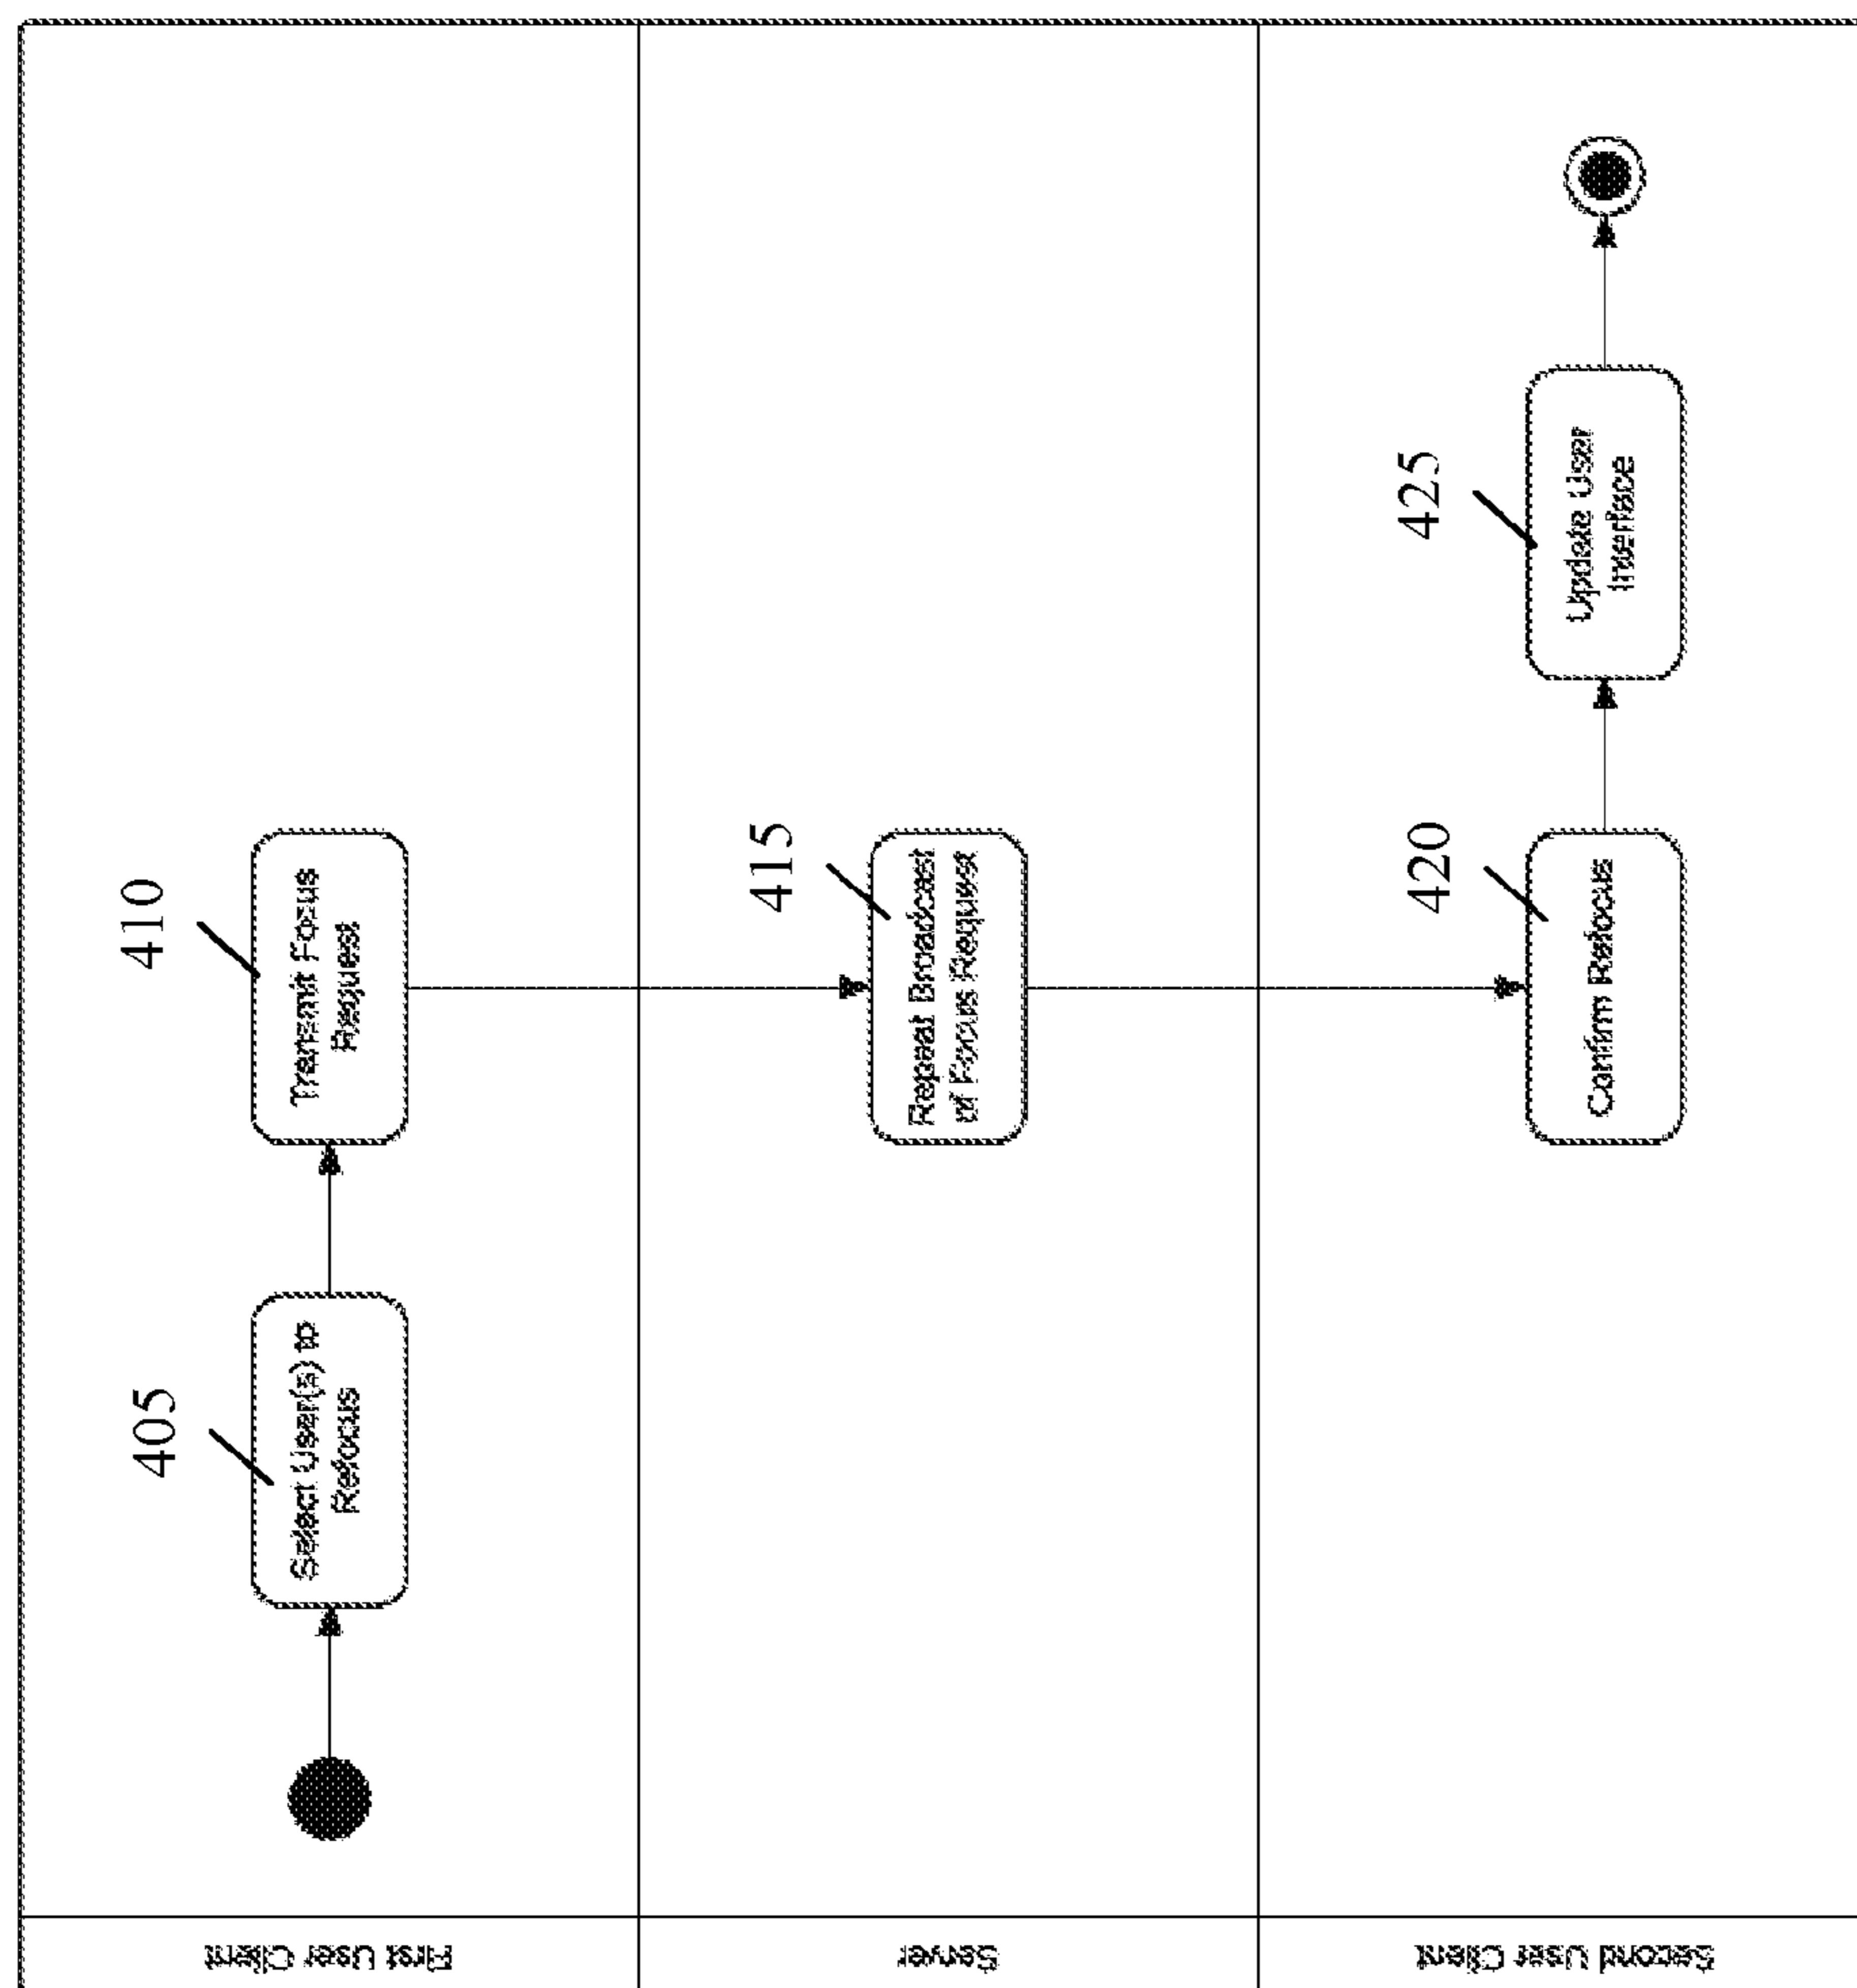 First User Client
405
Select User(s) to
Refocus
410
Transmit Focus
Request
Server
415
Repeat Broadcast
of Focus Request
Second User Client
420
Confirm Refocus
425
Update User
Interface